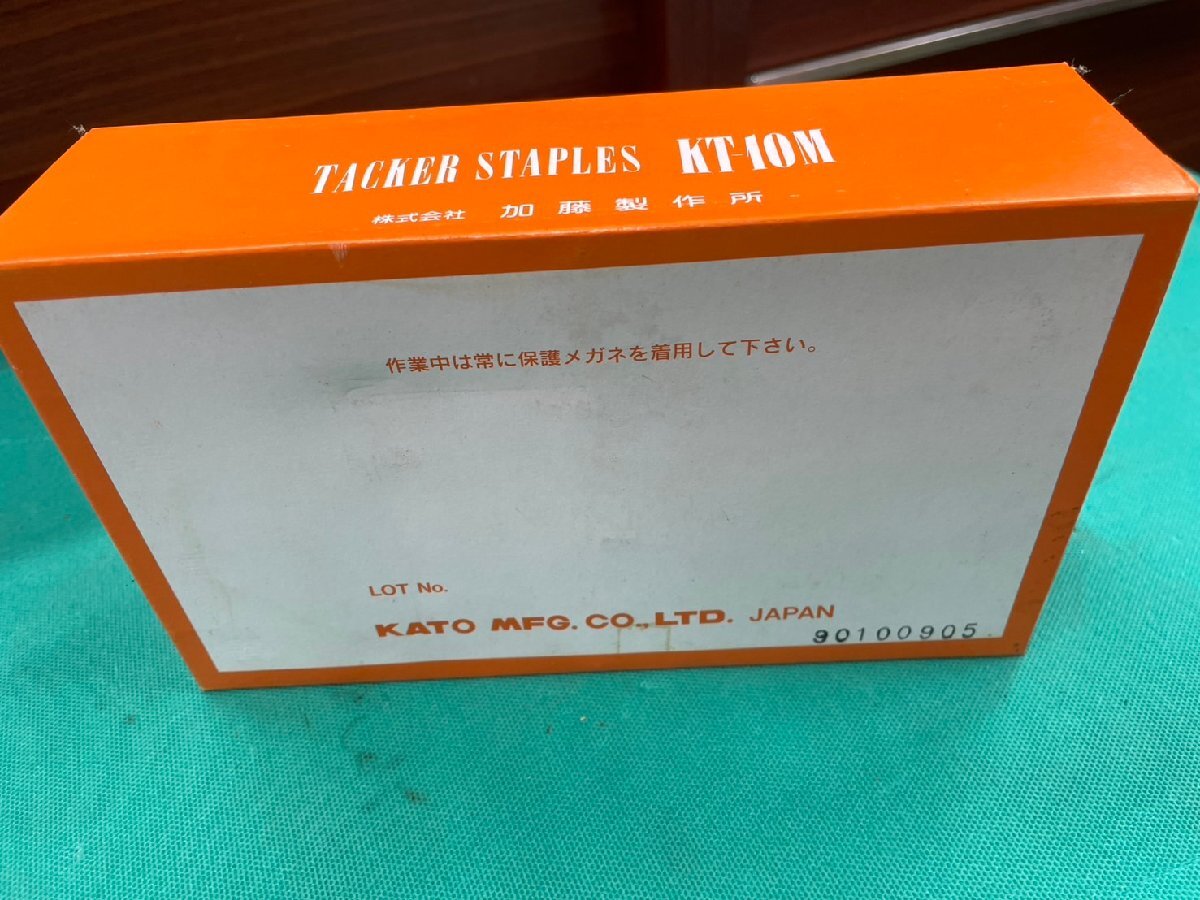 TACKER STAPLES KT-10M
株式会社 加藤製作所
作業中は常に保護メガネを着用して下さい。
LOT No.
KATO MFG. CO., LTD. JAPAN
90100905